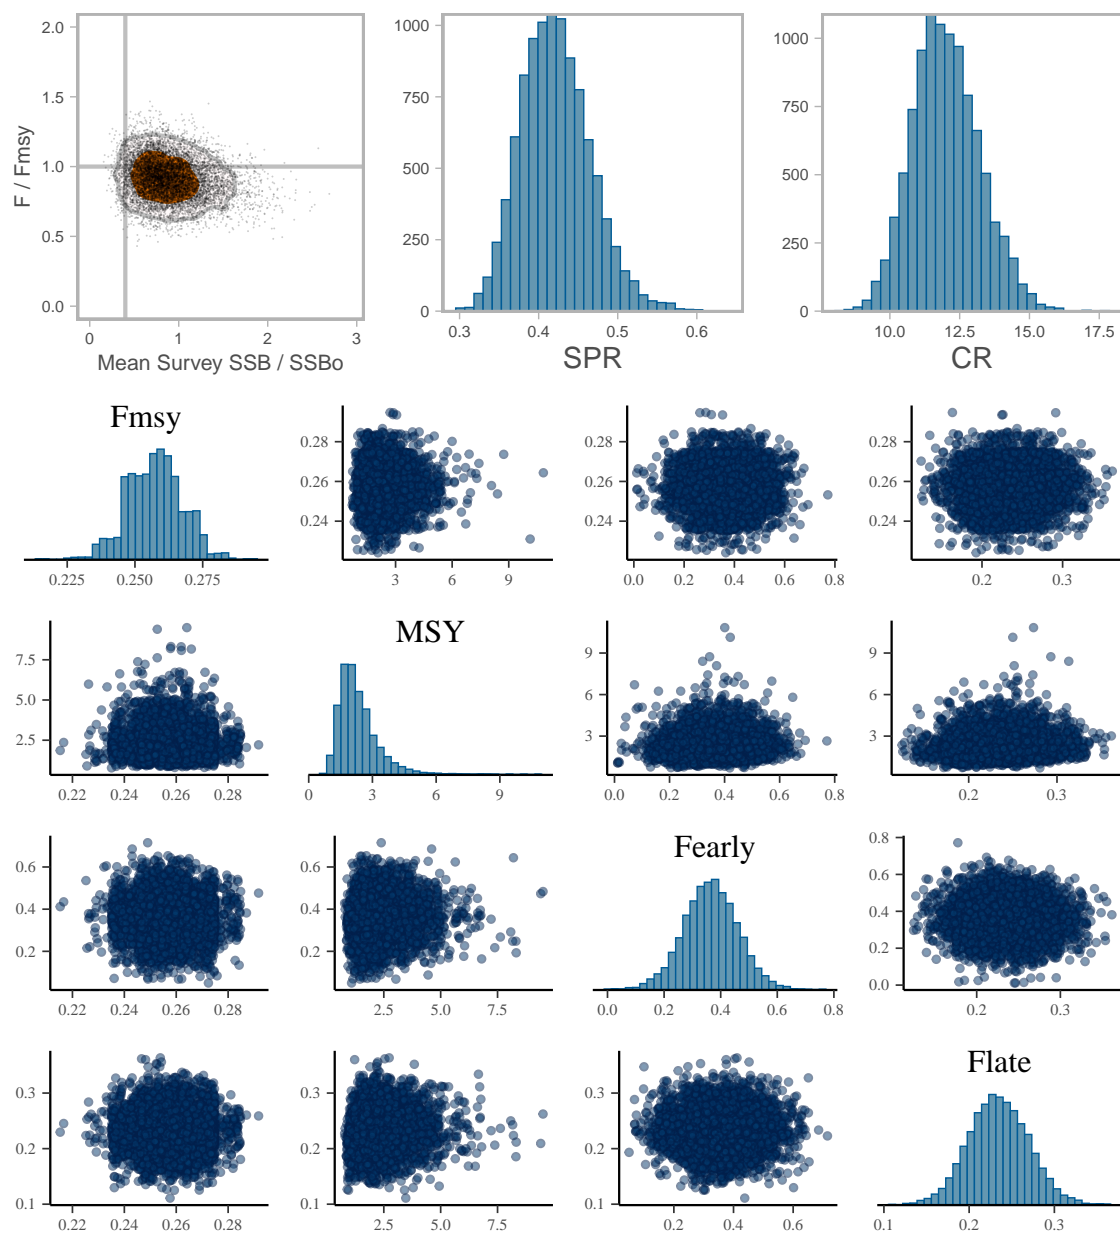 2.0
1.5
1.0
0.5
0.0
F / Fmsy
0 1 2 3
Mean Survey SSB / SSBo
1000
750
500
250
0
0.3 0.4 0.5 0.6
SPR
1000
750
500
250
0
10.0 12.5 15.0 17.5
CR
Fmsy
0.225 0.250 0.275
0.28
0.26
0.24
3 6 9
0.28
0.26
0.24
0.0 0.2 0.4 0.6 0.8
0.28
0.26
0.24
0.2 0.3
7.5
5.0
2.5
0.22 0.24 0.26 0.28
MSY
0 3 6 9
9
6
3
0.0 0.2 0.4 0.6 0.8
9
6
3
0.2 0.3
0.6
0.4
0.2
0.22 0.24 0.26 0.28
0.6
0.4
0.2
2.5 5.0 7.5
Fearly
0.0 0.2 0.4 0.6 0.8
0.8
0.6
0.4
0.2
0.0
0.2 0.3
0.3
0.2
0.1
0.22 0.24 0.26 0.28
0.3
0.2
0.1
2.5 5.0 7.5
0.3
0.2
0.1
0.2 0.4 0.6
Flate
0.1 0.2 0.3